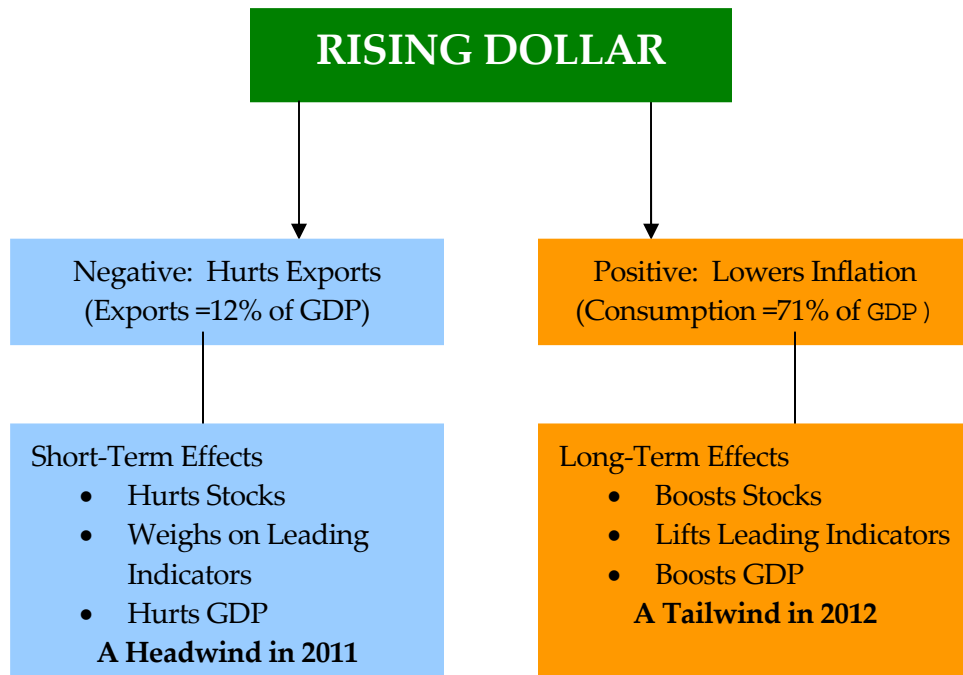 RISING DOLLAR
Negative: Hurts Exports
(Exports =12% of GDP)
Positive: Lowers Inflation
(Consumption =71% of GDP)
Short-Term Effects
• Hurts Stocks
• Weighs on Leading
Indicators
• Hurts GDP
A Headwind in 2011
Long-Term Effects
• Boosts Stocks
• Lifts Leading Indicators
• Boosts GDP
A Tailwind in 2012